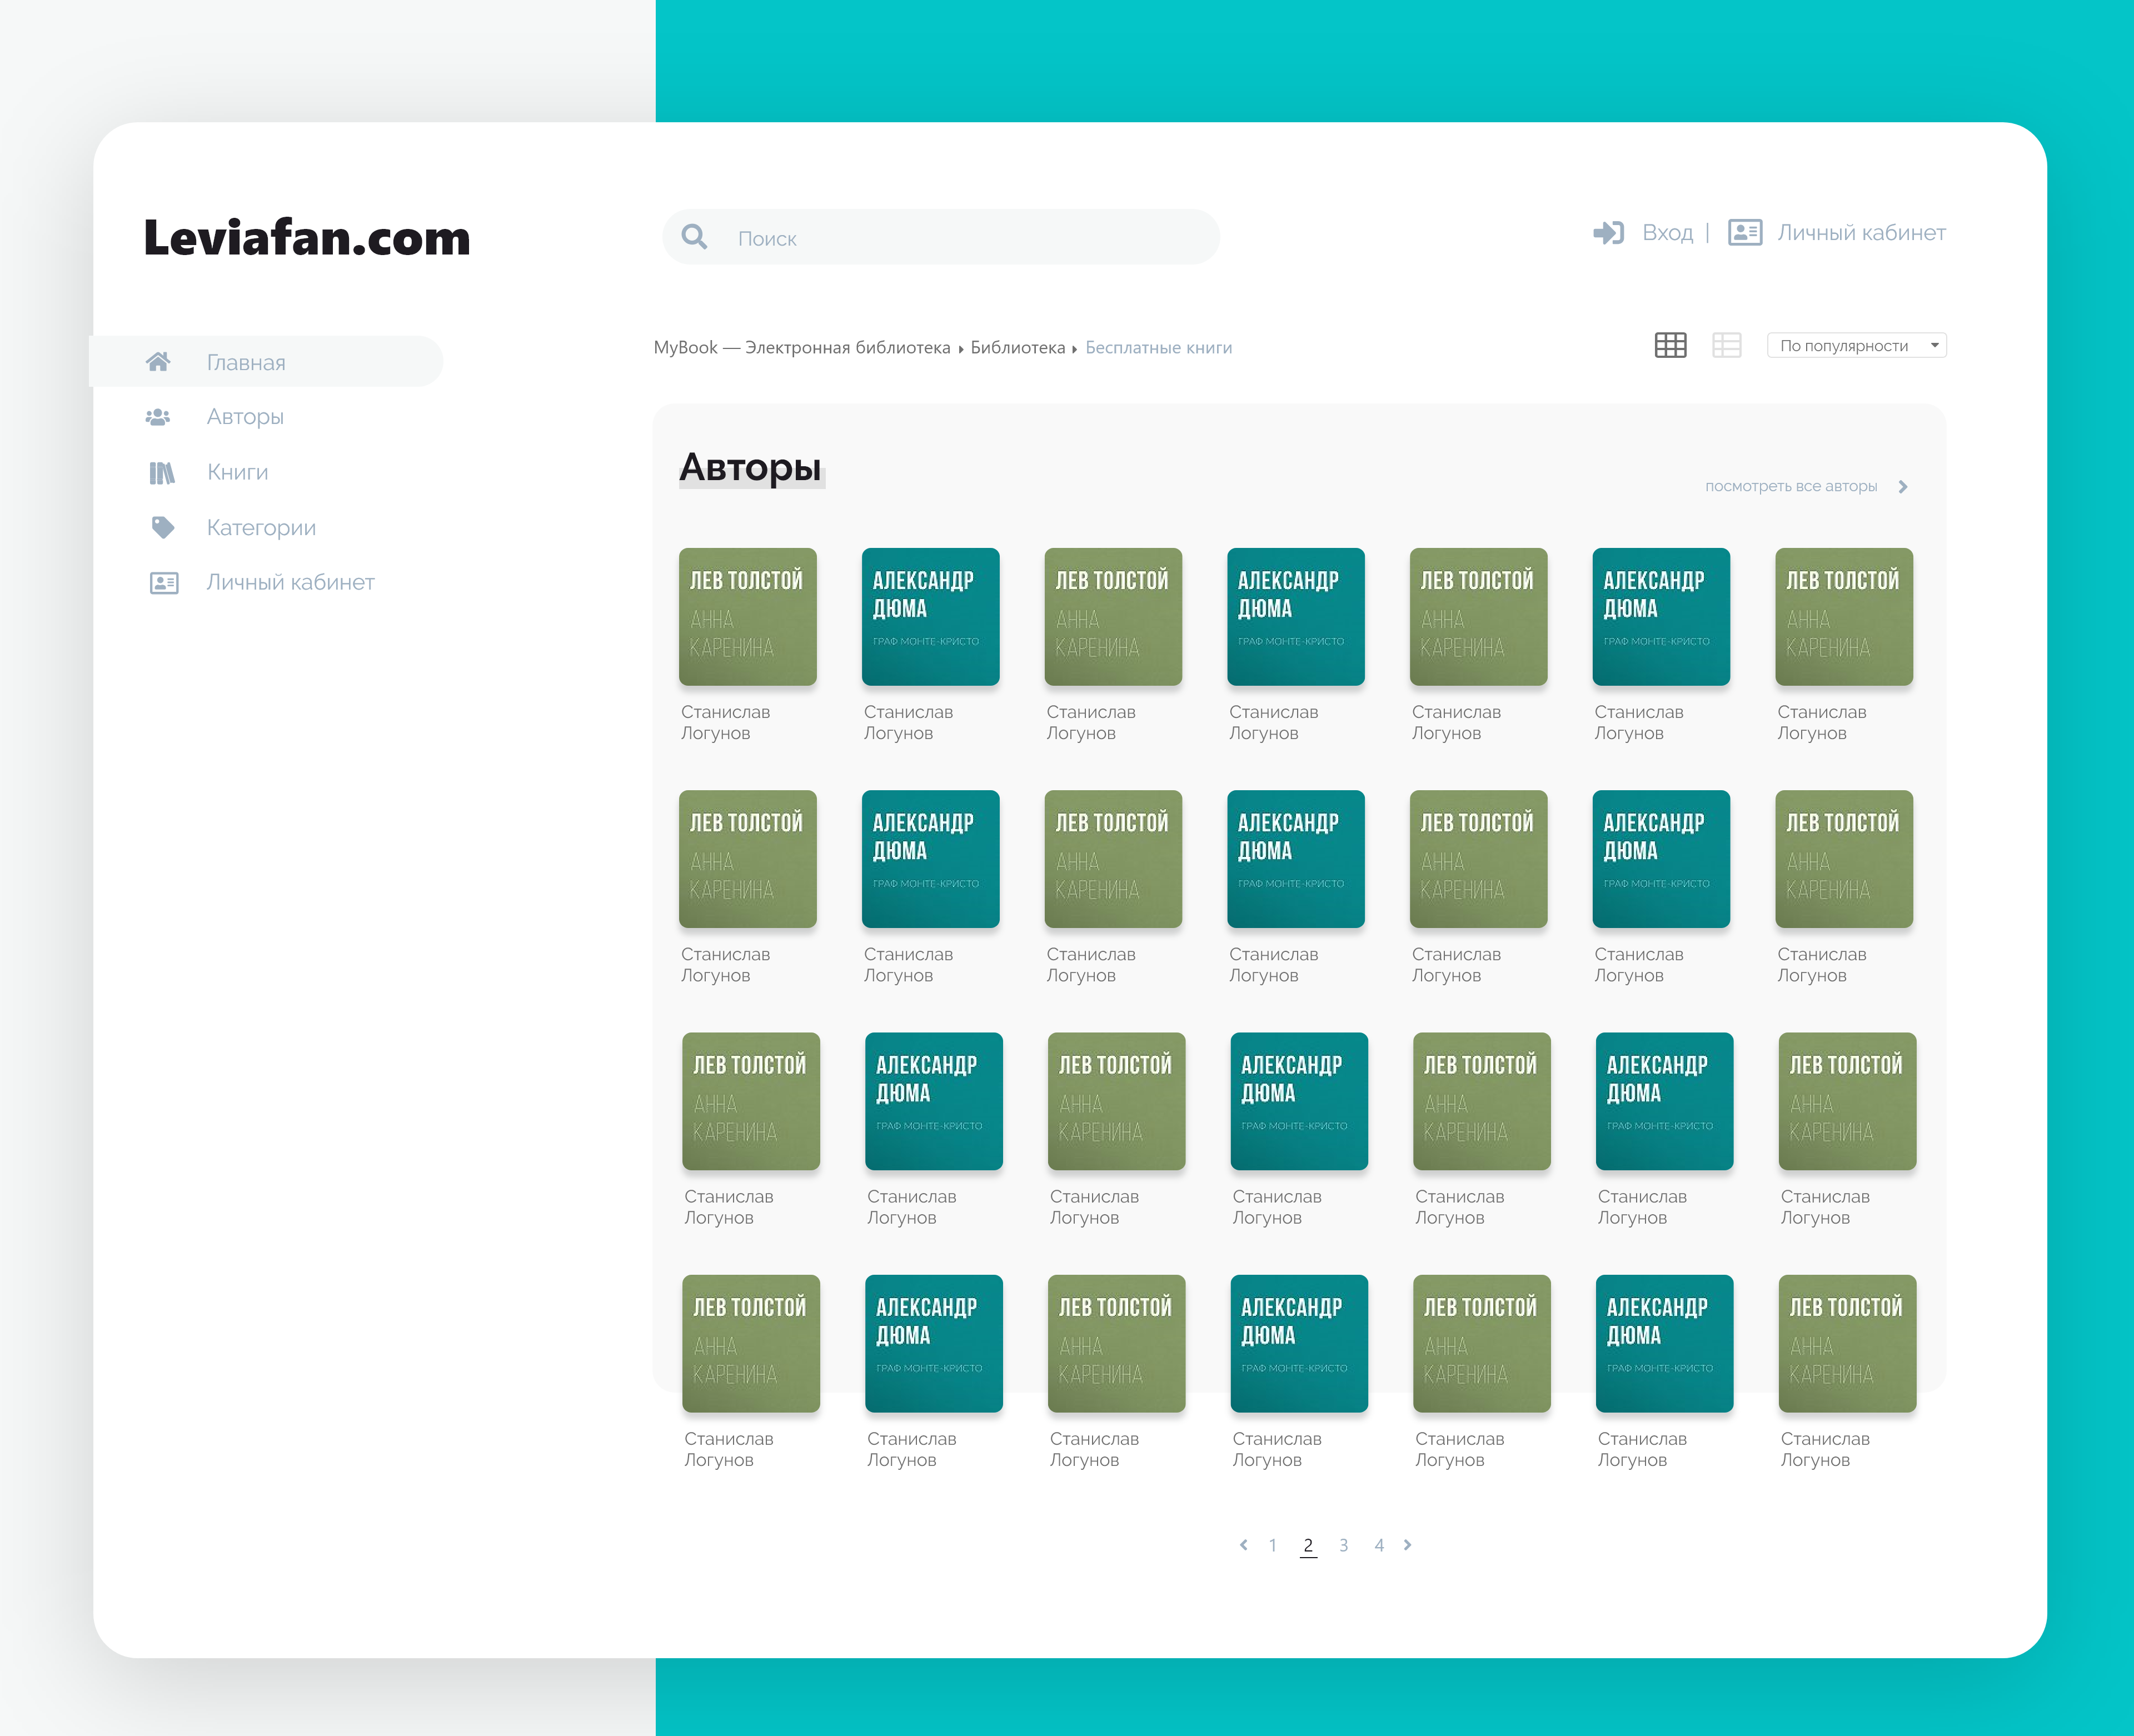 Leviafan.com
Поиск
Вход | Личный кабинет
Главная
Авторы
Книги
Категории
Личный кабинет
MyBook — Электронная библиотека Библиотека Бесплатные книги
По популярности
Авторы
посмотреть все авторы
ЛЕВ ТОЛСТОЙ
АННА
КАРЕНИНА
АЛЕКСАНДР
ДЮМА
ГРАФ МОНТЕ-КРИСТО
ЛЕВ ТОЛСТОЙ
АННА
КАРЕНИНА
АЛЕКСАНДР
ДЮМА
ГРАФ МОНТЕ-КРИСТО
ЛЕВ ТОЛСТОЙ
АННА
КАРЕНИНА
АЛЕКСАНДР
ДЮМА
ГРАФ МОНТЕ-КРИСТО
ЛЕВ ТОЛСТОЙ
АННА
КАРЕНИНА
Станислав
Логунов
Станислав
Логунов
Станислав
Логунов
Станислав
Логунов
Станислав
Логунов
Станислав
Логунов
Станислав
Логунов
ЛЕВ ТОЛСТОЙ
АННА
КАРЕНИНА
АЛЕКСАНДР
ДЮМА
ГРАФ МОНТЕ-КРИСТО
ЛЕВ ТОЛСТОЙ
АННА
КАРЕНИНА
АЛЕКСАНДР
ДЮМА
ГРАФ МОНТЕ-КРИСТО
ЛЕВ ТОЛСТОЙ
АННА
КАРЕНИНА
АЛЕКСАНДР
ДЮМА
ГРАФ МОНТЕ-КРИСТО
ЛЕВ ТОЛСТОЙ
АННА
КАРЕНИНА
Станислав
Логунов
Станислав
Логунов
Станислав
Логунов
Станислав
Логунов
Станислав
Логунов
Станислав
Логунов
Станислав
Логунов
ЛЕВ ТОЛСТОЙ
АННА
КАРЕНИНА
АЛЕКСАНДР
ДЮМА
ГРАФ МОНТЕ-КРИСТО
ЛЕВ ТОЛСТОЙ
АННА
КАРЕНИНА
АЛЕКСАНДР
ДЮМА
ГРАФ МОНТЕ-КРИСТО
ЛЕВ ТОЛСТОЙ
АННА
КАРЕНИНА
АЛЕКСАНДР
ДЮМА
ГРАФ МОНТЕ-КРИСТО
ЛЕВ ТОЛСТОЙ
АННА
КАРЕНИНА
Станислав
Логунов
Станислав
Логунов
Станислав
Логунов
Станислав
Логунов
Станислав
Логунов
Станислав
Логунов
Станислав
Логунов
ЛЕВ ТОЛСТОЙ
АННА
КАРЕНИНА
АЛЕКСАНДР
ДЮМА
ГРАФ МОНТЕ-КРИСТО
ЛЕВ ТОЛСТОЙ
АННА
КАРЕНИНА
АЛЕКСАНДР
ДЮМА
ГРАФ МОНТЕ-КРИСТО
ЛЕВ ТОЛСТОЙ
АННА
КАРЕНИНА
АЛЕКСАНДР
ДЮМА
ГРАФ МОНТЕ-КРИСТО
ЛЕВ ТОЛСТОЙ
АННА
КАРЕНИНА
Станислав
Логунов
Станислав
Логунов
Станислав
Логунов
Станислав
Логунов
Станислав
Логунов
Станислав
Логунов
Станислав
Логунов
1 2 3 4